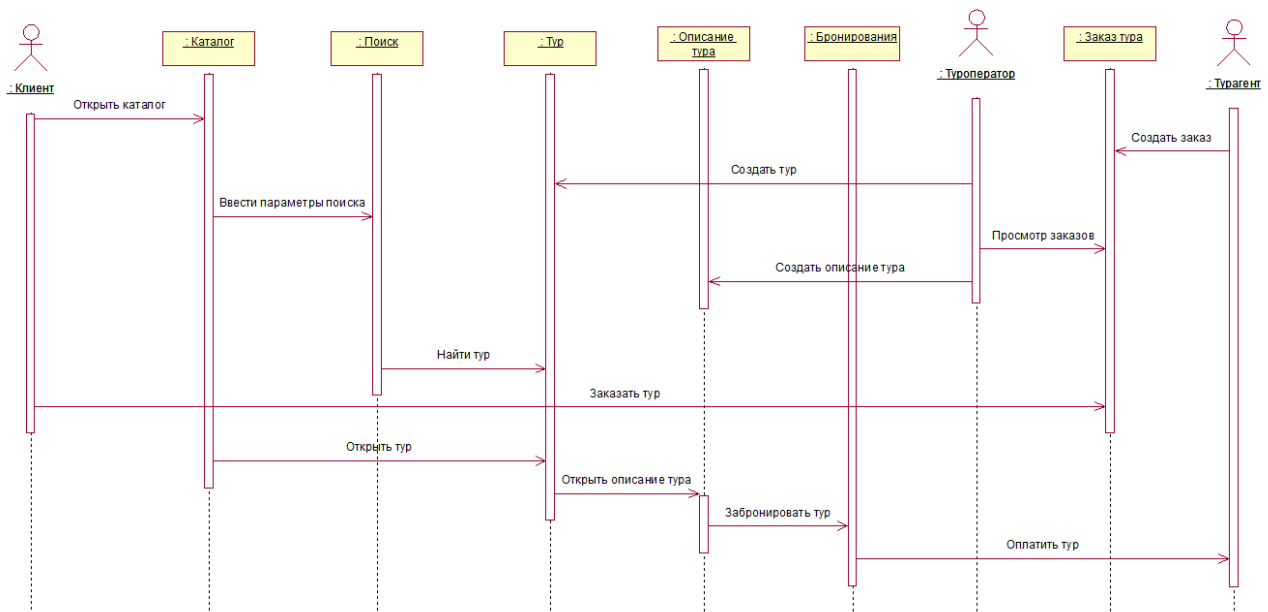 : Каталог
: Поиск
: Тур
: Описание
тура
: Бронирования
: Заказ тура
: Туроператор
: Клиент
: Турагент
Открыть каталог
Создать заказ
Создать тур
Ввести параметры поиска
Просмотр заказов
Создать описание тура
Найти тур
Заказать тур
Открыть тур
Открыть описание тура
Забронировать тур
Оплатить тур